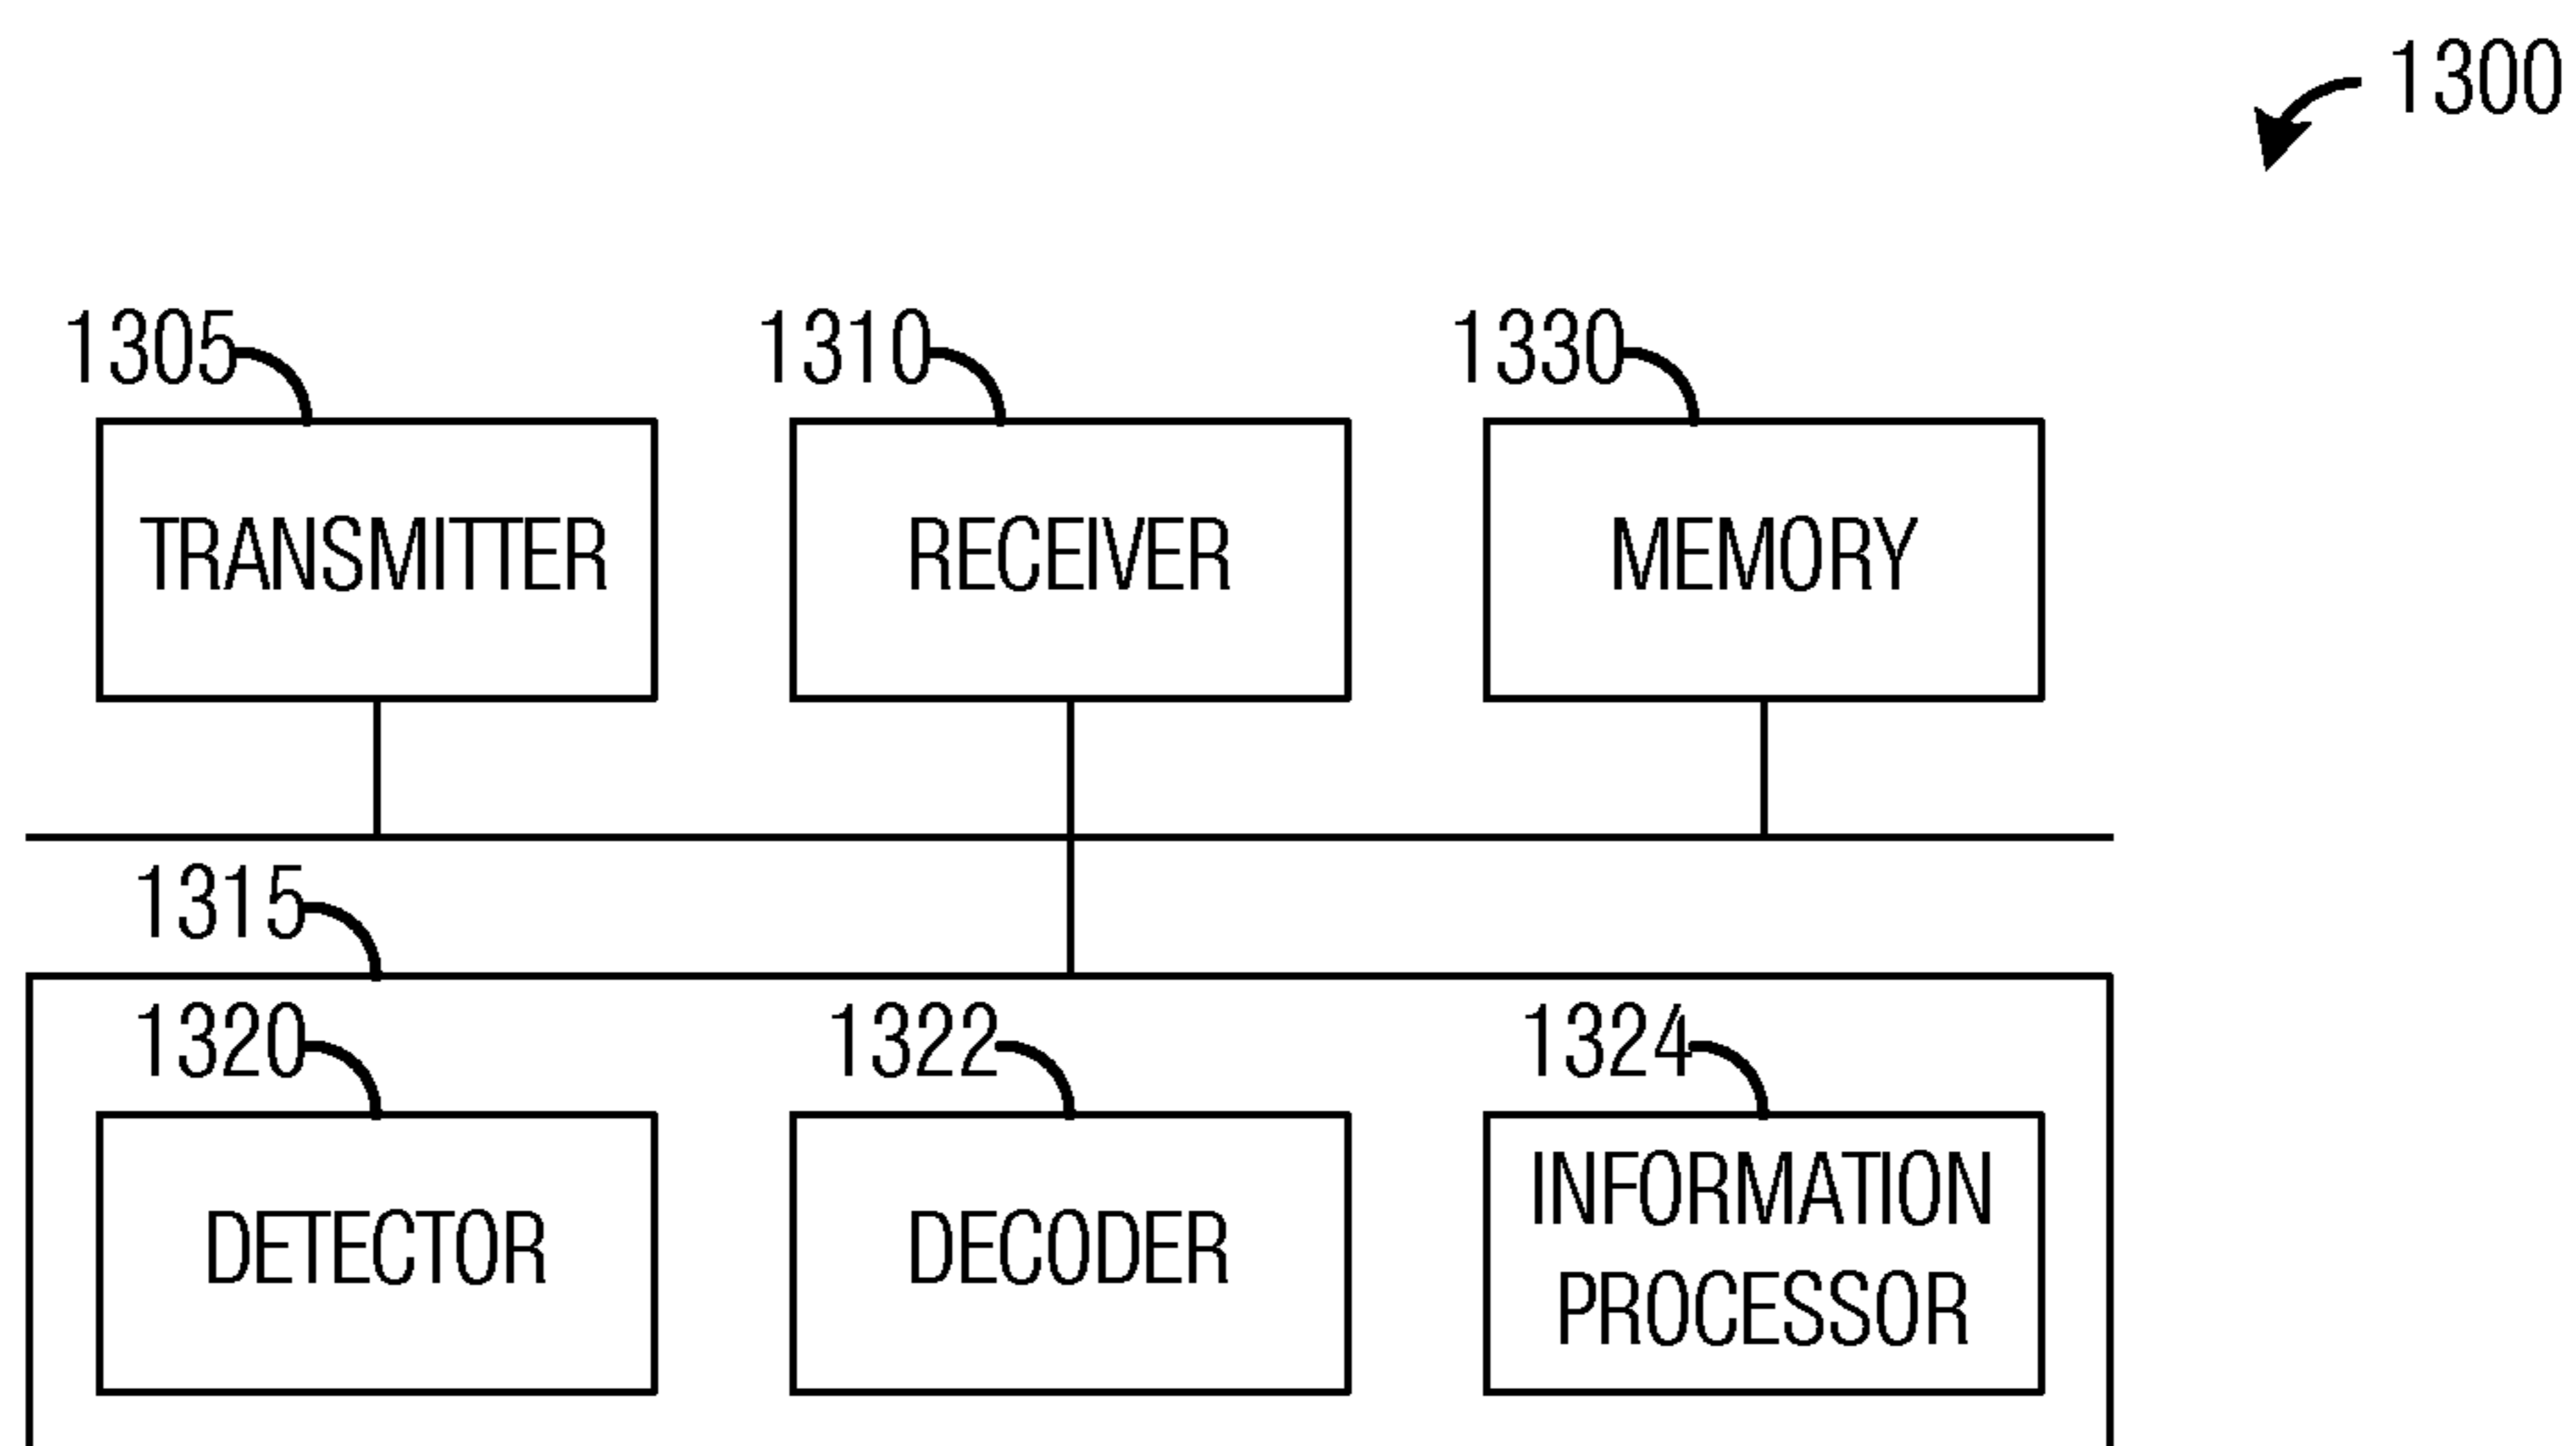 1300
1305
1310
1330
TRANSMITTER
RECEIVER
MEMORY
1315
1320
1322
1324
DETECTOR
DECODER
INFORMATION
PROCESSOR